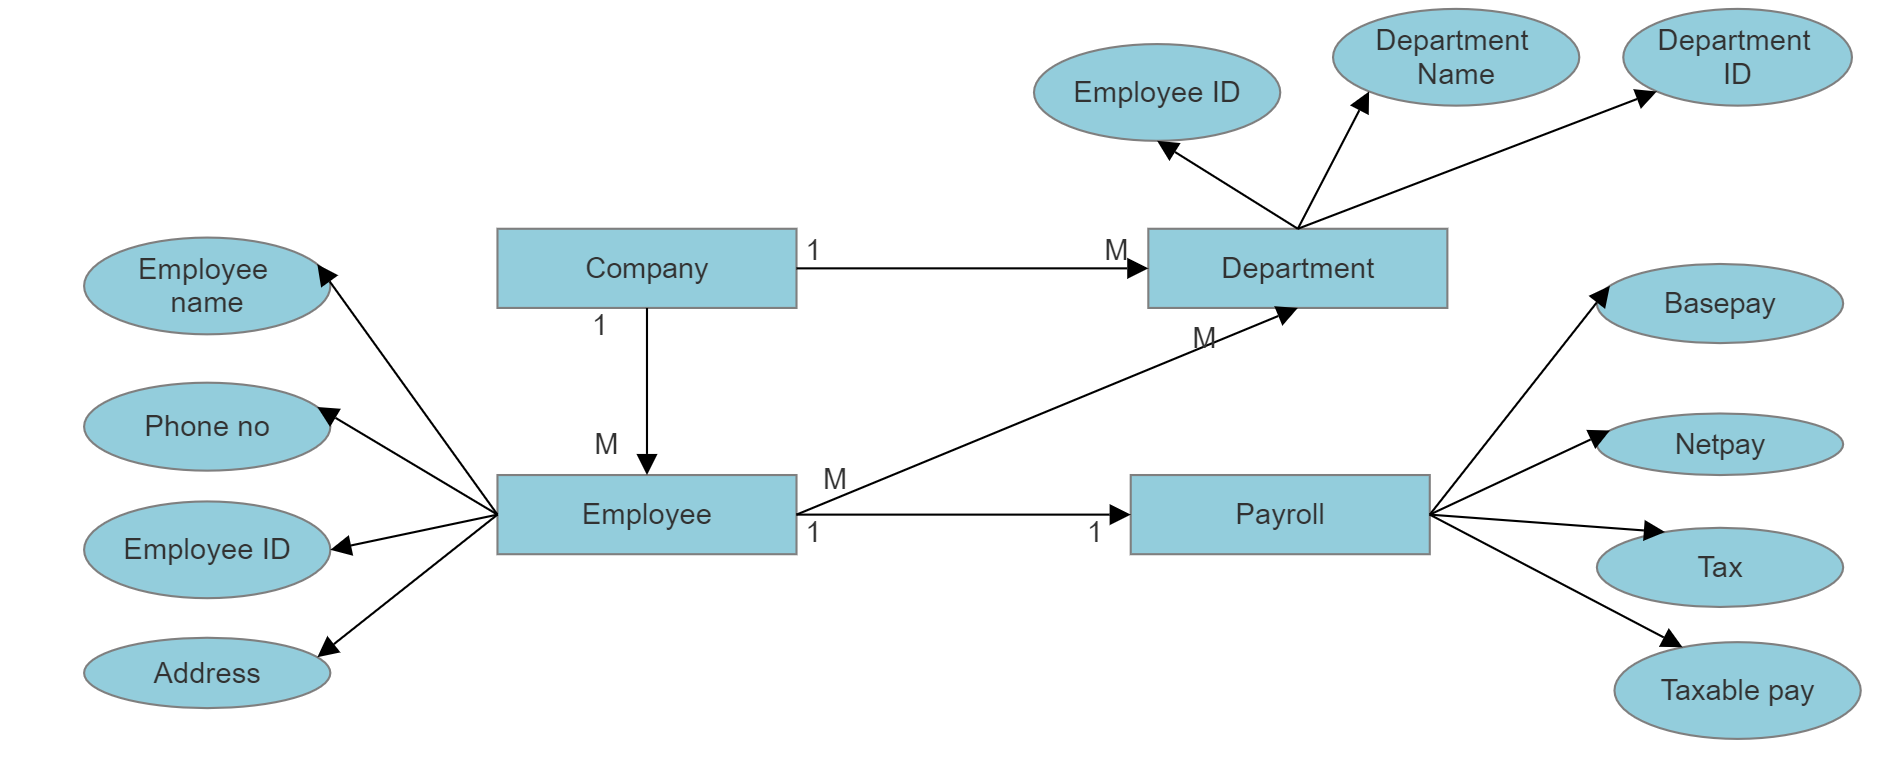 Department
Name
Department
ID
Employee ID
Company
1
M
Department
Employee
name
Basepay
1
M
Phone no
M
Netpay
M
Employee
1
1
Payroll
Employee ID
Tax
Address
Taxable pay